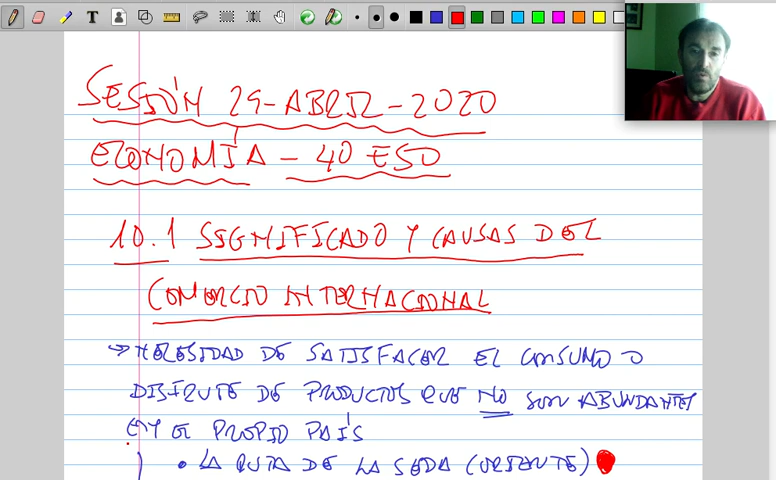 SESIÓN 29-ABRIL-2020
ECONOMÍA - 4O ESO
10.1 SIGNIFICADO Y CAUSAS DEL
COMERCIO INTERNACIONAL
→ NECESIDAD DE SATISFACER EL CONSUMO O
DISFRUTE DE PRODUCTOS QUE NO SON ABUNDANTES
EN EL PROPIO PAÍS
• LA RUTA DE LA SEDA (ORIENTE)